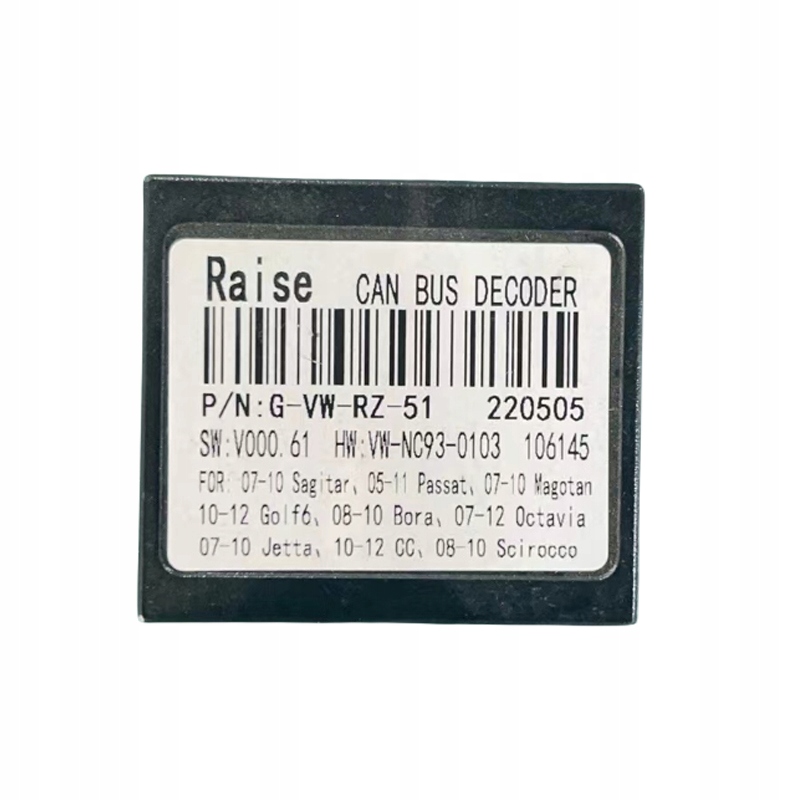 Raise CAN BUS DECODER
P/N:G-VW-RZ-51 220505
SW:V000.61 HW:VW-NC93-0103 106145
FOR: 07-10 Sagitar、05-11 Passat、07-10 Magotan
10-12 Golf6、08-10 Bora、07-12 Octavia
07-10 Jetta、10-12 CC、08-10 Scirocco